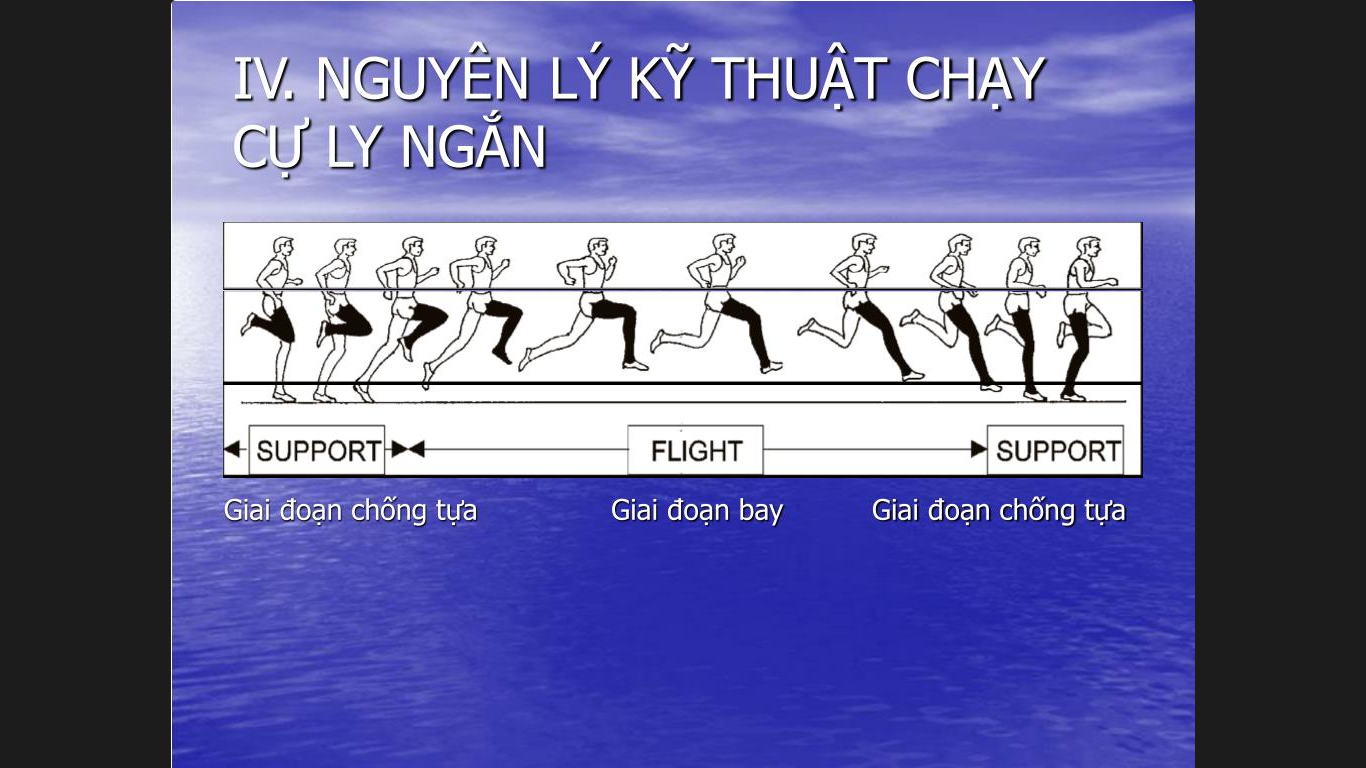 IV. NGUYÊN LÝ KỸ THUẬT CHẠY
CỰ LY NGẮN
SUPPORT FLIGHT SUPPORT
Giai đoạn chống tựa Giai đoạn bay Giai đoạn chống tựa